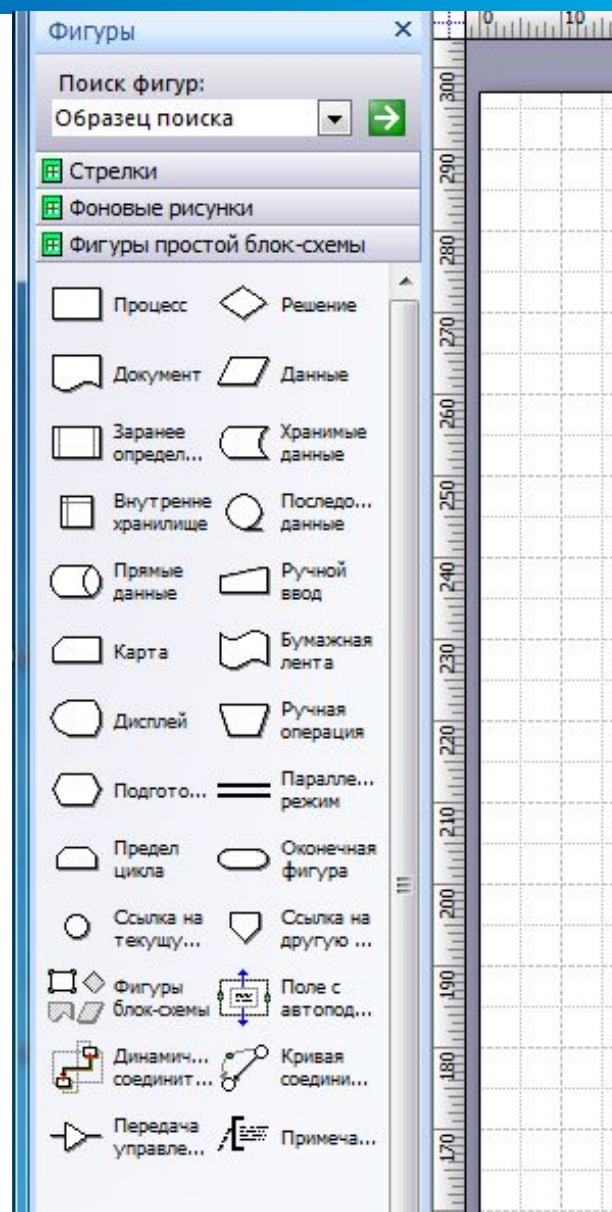 Фигуры
0 10
Поиск фигур:
Образец поиска
Стрелки
Фоновые рисунки
Фигуры простой блок-схемы
Процесс
Решение
Документ
Данные
Заранее
определ...
Хранимые
данные
Внутренне
хранилище
Последо...
данные
Прямые
данные
Ручной
ввод
Карта
Бумажная
лента
Дисплей
Ручная
операция
Подгото...
Паралле...
режим
Предел
цикла
Оконечная
фигура
Ссылка на
текущу...
Ссылка на
другую ...
Фигуры
блок-схемы
Поле с
автопод...
Динамич...
соединит...
Кривая
соедини...
Передача
управле...
Примеча...
300
290
280
270
260
250
240
230
220
210
200
190
180
170